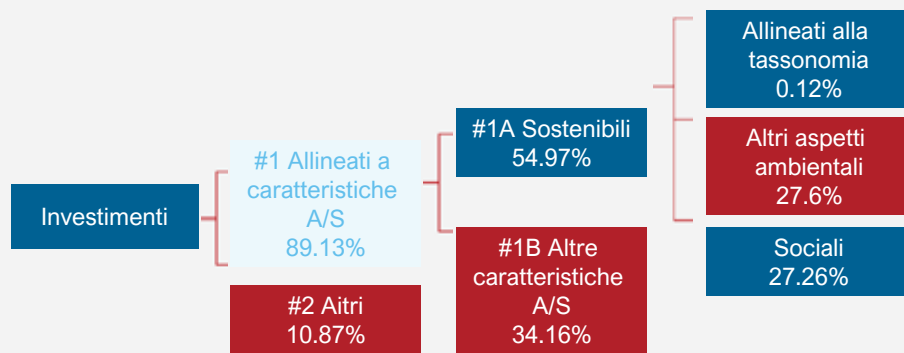 Investimenti
#1 Allineati a
caratteristiche
A/S
89.13%
#2 Aitri
10.87%
#1A Sostenibili
54.97%
#1B Altre
caratteristiche
A/S
34.16%
Allineati alla
tassonomia
0.12%
Altri aspetti
ambientali
27.6%
Sociali
27.26%